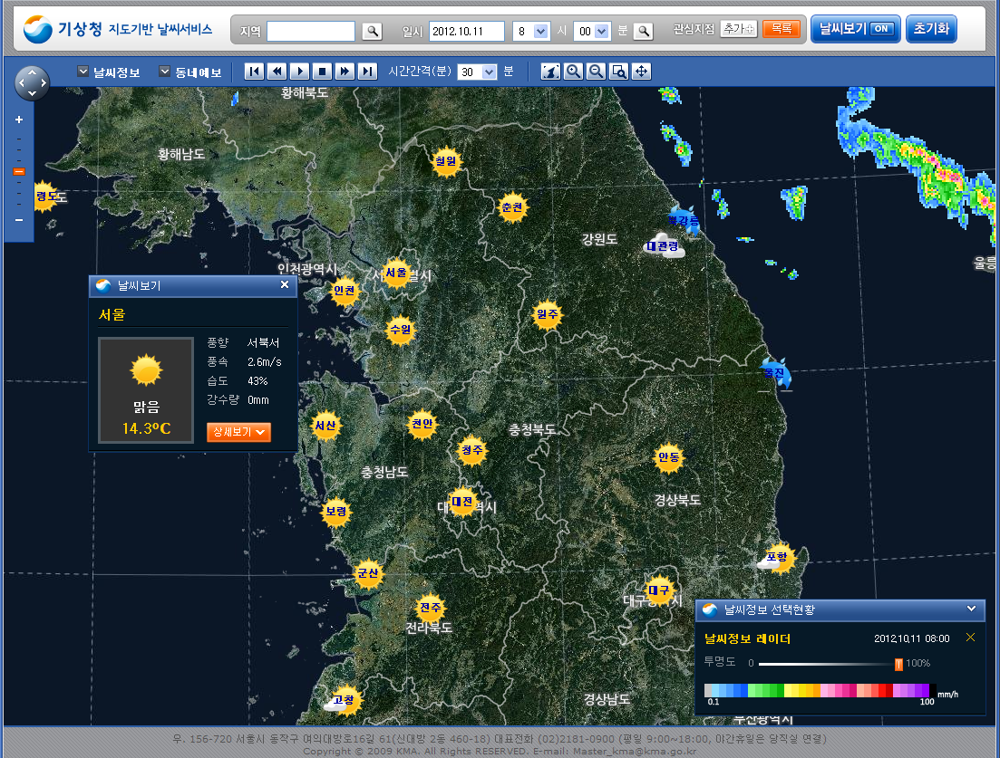 기상청 지도기반 날씨서비스
지역
일시 2012.10.11 8 시 00 분
관심지점 추가+ 목록
날씨보기 ON 초기화
날씨정보 동네예보
시간간격(분) 30 분
황해북도
황해남도
철원
령도도
춘천
북강릉
강원도
대관령
울릉
인천광역시
서울
별시
인천
수원
원주
울진
날씨보기
서울
풍향 서북서
풍속 2.6m/s
습도 43%
강수량 0mm
맑음
14.3ºC
상세보기
서산
천안
충청북도
청주
안동
충청남도
대전
역시
경상북도
보령
포항
군산
대구
대구
시
전주
전라북도
고창
경상남도
부산광역시
날씨정보 선택현황
날씨정보 레이더 2012.10.11 08:00
투명도 0 100%
0.1 100 mm/h
우. 156-720 서울시 동작구 여의대방로16길 61(신대방 2동 460-18) 대표전화 (02)2181-0900 (평일 9:00~18:00, 야간휴일은 당직실 연결)
Copyright © 2009 KMA. All Rights RESERVED. E-mail: Master_kma@kma.go.kr